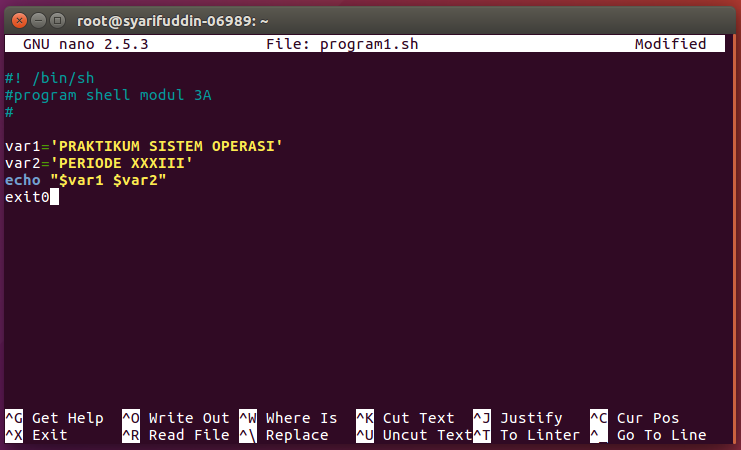 root@syarifuddin-06989: ~
GNU nano 2.5.3 File: program1.sh Modified
#! /bin/sh
#program shell modul 3A
#
var1='PRAKTIKUM SISTEM OPERASI'
var2='PERIODE XXXIII'
echo "$var1 $var2"
exit0
^G Get Help ^O Write Out ^W Where Is ^K Cut Text ^J Justify ^C Cur Pos
^X Exit ^R Read File ^\ Replace ^U Uncut Text ^T To Linter ^_ Go To Line